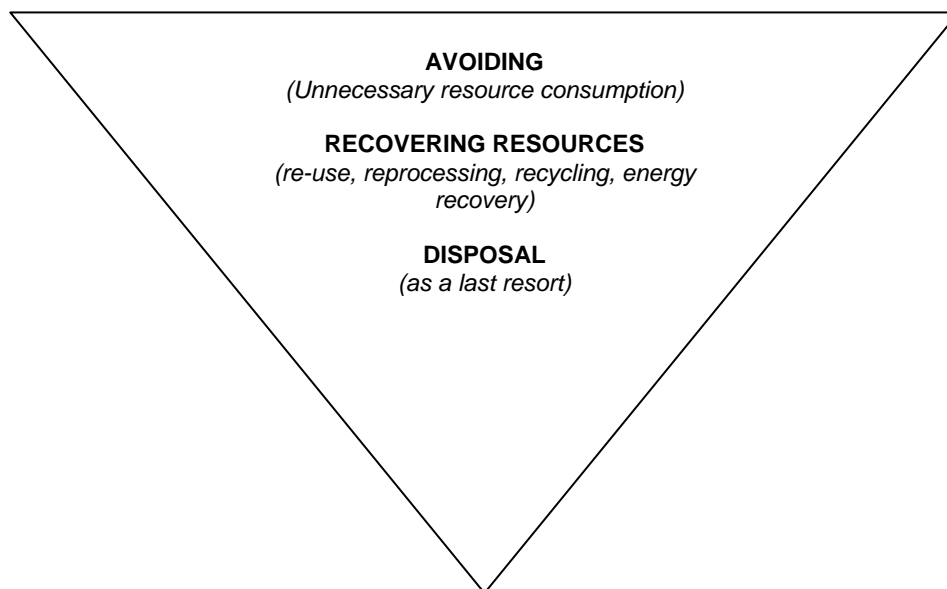 AVOIDING
(Unnecessary resource consumption)
RECOVERING RESOURCES
(re-use, reprocessing, recycling, energy
recovery)
DISPOSAL
(as a last resort)